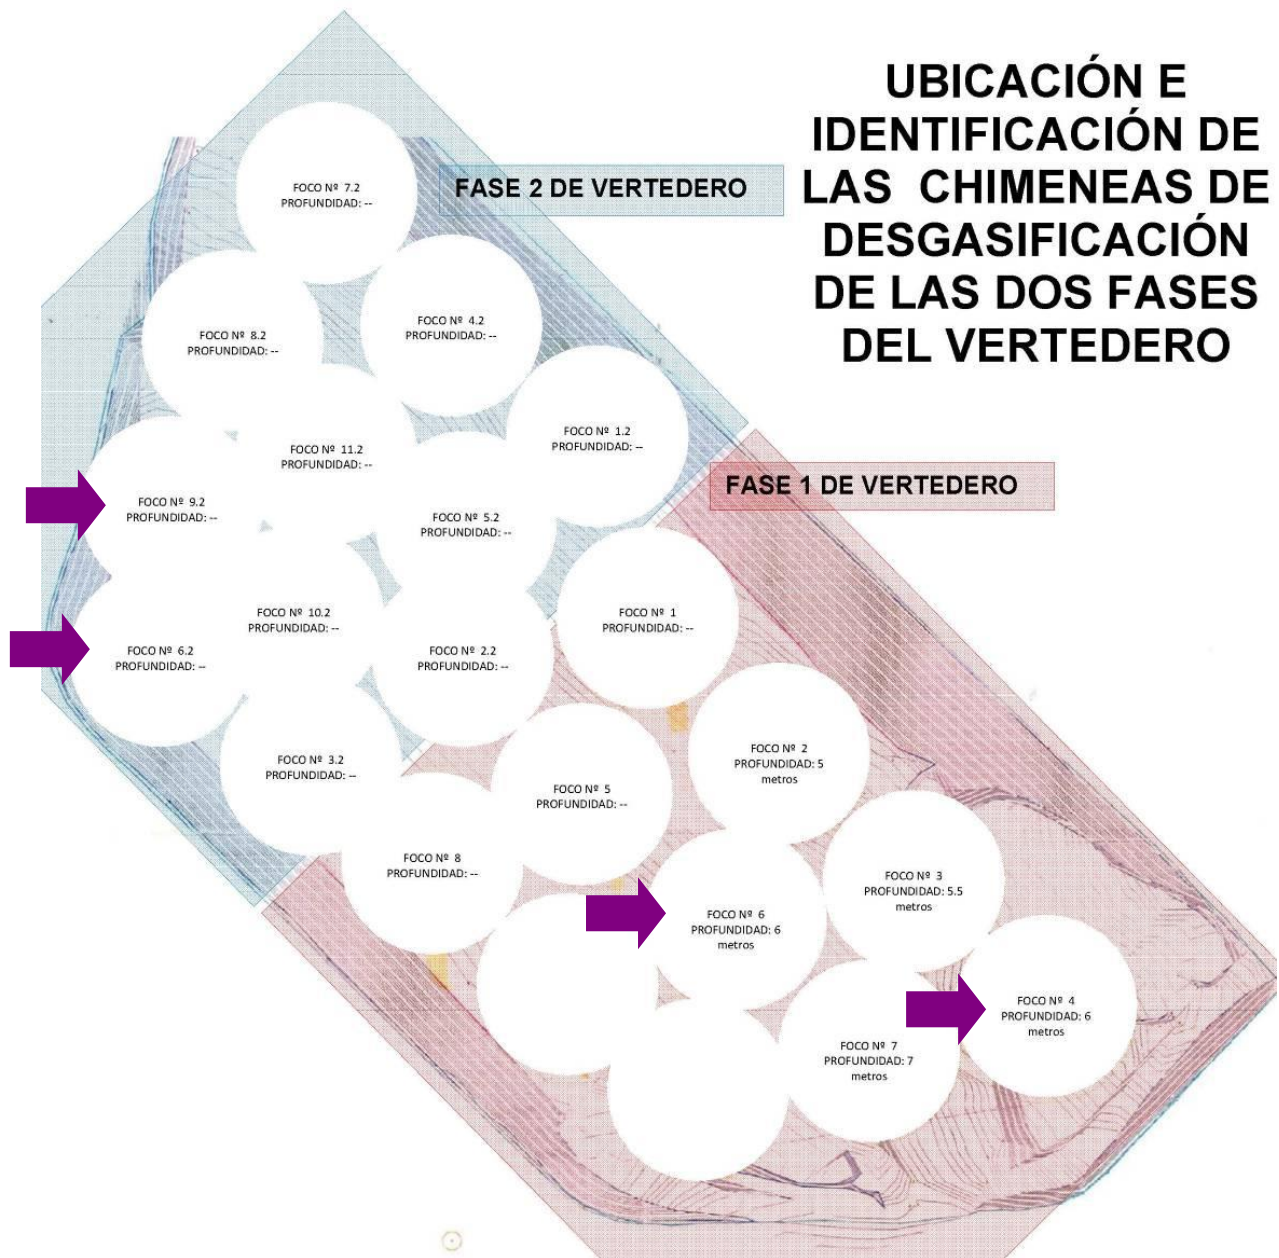 UBICACIÓN E
IDENTIFICACIÓN DE
LAS CHIMENEAS DE
DESGASIFICACIÓN
DE LAS DOS FASES
DEL VERTEDERO
FASE 2 DE VERTEDERO
FOCO Nº 7.2
PROFUNDIDAD: --
FOCO Nº 4.2
PROFUNDIDAD: --
FOCO Nº 8.2
PROFUNDIDAD: --
FOCO Nº 1.2
PROFUNDIDAD: --
FOCO Nº 11.2
PROFUNDIDAD: --
FOCO Nº 9.2
PROFUNDIDAD: --
FOCO Nº 5.2
PROFUNDIDAD: --
FOCO Nº 10.2
PROFUNDIDAD: --
FOCO Nº 6.2
PROFUNDIDAD: --
FOCO Nº 2.2
PROFUNDIDAD: --
FOCO Nº 3.2
PROFUNDIDAD: --
FASE 1 DE VERTEDERO
FOCO Nº 1
PROFUNDIDAD: --
FOCO Nº 2
PROFUNDIDAD: 5
metros
FOCO Nº 5
PROFUNDIDAD: --
FOCO Nº 8
PROFUNDIDAD: --
FOCO Nº 3
PROFUNDIDAD: 5.5
metros
FOCO Nº 6
PROFUNDIDAD: 6
metros
FOCO Nº 4
PROFUNDIDAD: 6
metros
FOCO Nº 7
PROFUNDIDAD: 7
metros